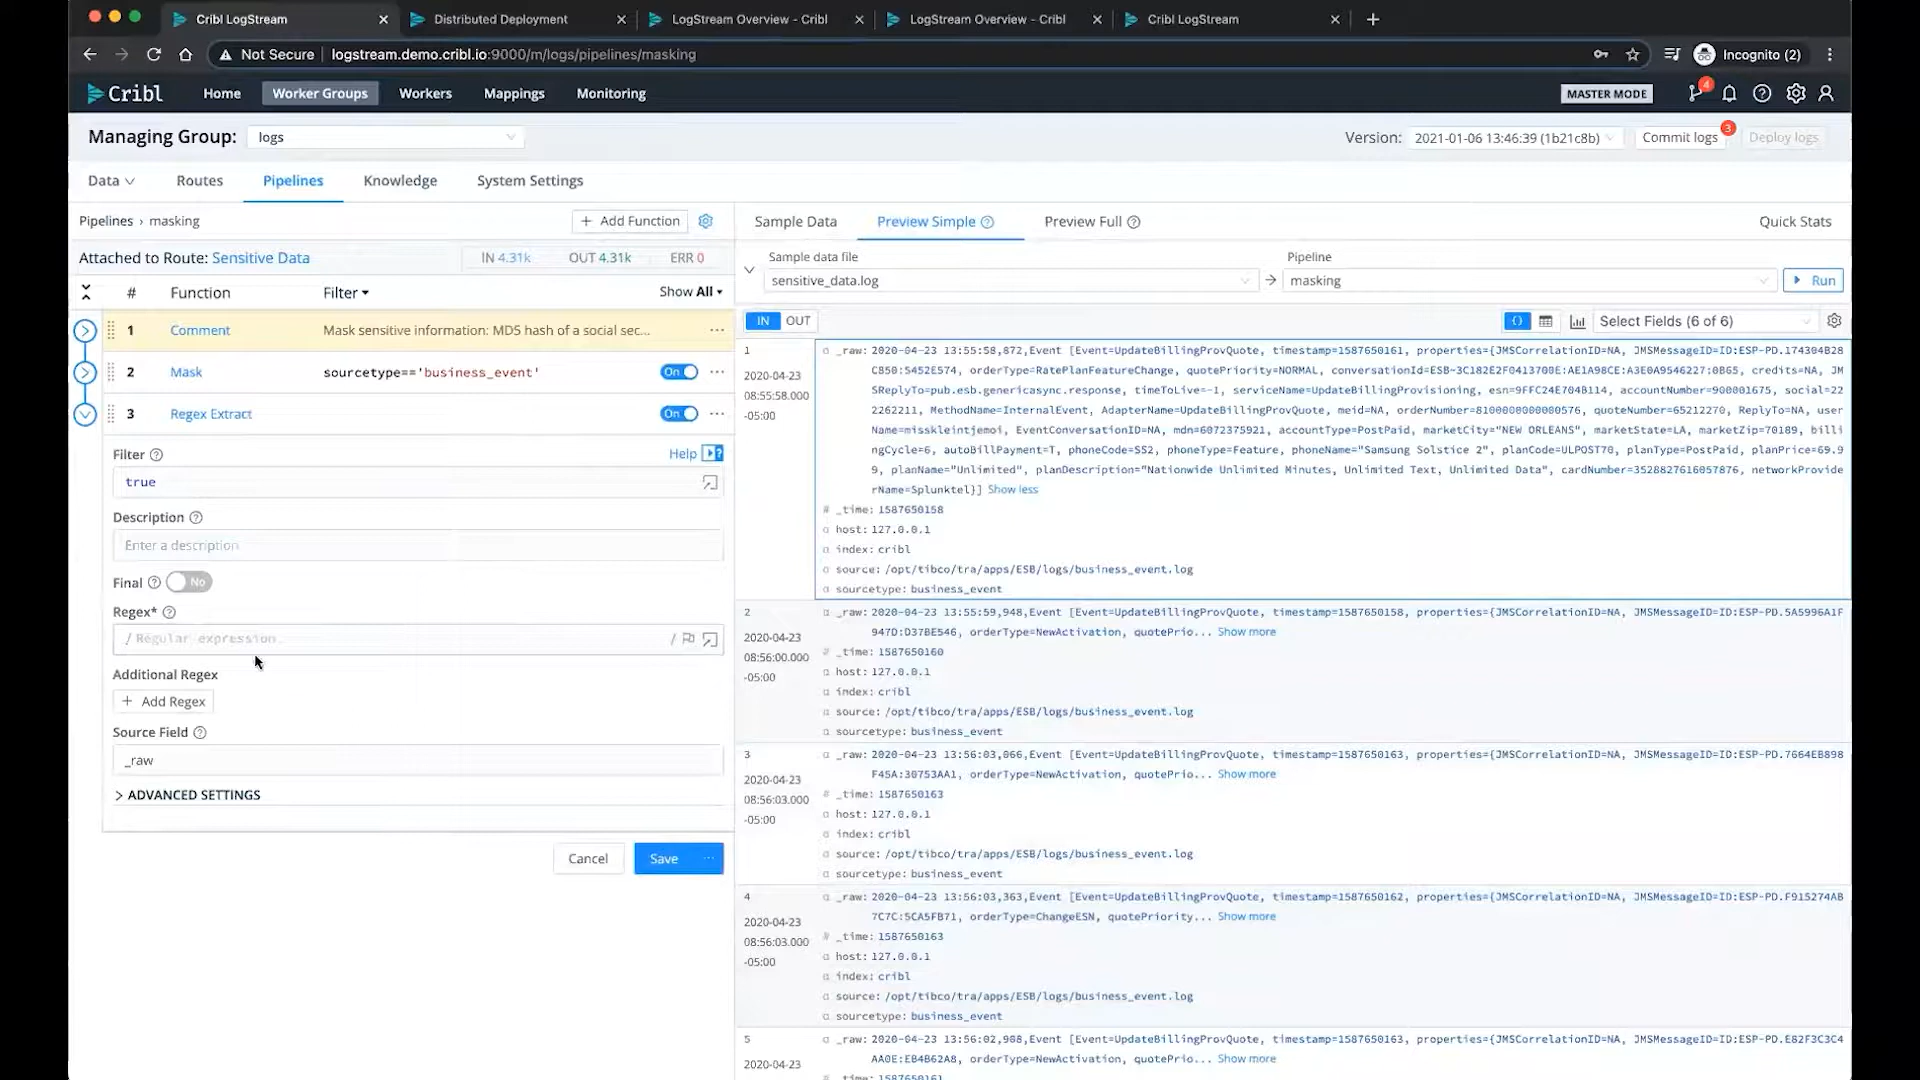 Cribl LogStream
Distributed Deployment
LogStream Overview - Cribl
LogStream Overview - Cribl
Cribl LogStream
Not Secure
logstream.demo.cribl.io:9000/m/logs/pipelines/masking
Incognito (2)
Cribl
Home
Worker Groups
Workers
Mappings
Monitoring
MASTER MODE
4
Managing Group:
logs
Version:
2021-01-06 13:46:39 (1b21c8b)
Commit logs
3
Deploy logs
Data
Routes
Pipelines
Knowledge
System Settings
Pipelines › masking
+ Add Function
Sample Data
Preview Simple
Preview Full
Quick Stats
Attached to Route: Sensitive Data
IN 4.31k
OUT 4.31k
ERR 0
# Function
Filter
Show All
1 Comment
Mask sensitive information: MD5 hash of a social sec...
2 Mask
sourcetype=='business_event'
On
3 Regex Extract
On
Filter
Help
true
Description
Enter a description
Final
No
Regex*
/ Regular expression
/
Additional Regex
+ Add Regex
Source Field
_raw
> ADVANCED SETTINGS
Cancel
Save
Sample data file
Pipeline
sensitive_data.log
masking
Run
IN OUT
Select Fields (6 of 6)
1
2020-04-23
08:55:58.000
-05:00
α _raw: 2020-04-23 13:55:58,872,Event [Event=UpdateBillingProvQuote, timestamp=1587650161, properties={JMSCorrelationID=NA, JMSMessageID=ID:ESP-PD.174304B28
C850:5452E574, orderType=RatePlanFeatureChange, quotePriority=NORMAL, conversationId=ESB~3C182E2F0413700E:AE1A98CE:A3E0A9546227:0B65, credits=NA, JM
SReplyTo=pub.esb.genericasync.response, timeToLive=-1, serviceName=UpdateBillingProvisioning, esn=9FFC24E704B114, accountNumber=900001675, social=22
2262211, MethodName=InternalEvent, AdapterName=UpdateBillingProvQuote, meid=NA, orderNumber=8100000000000576, quoteNumber=65212270, ReplyTo=NA, user
Name=misskleintjemoi, EventConversationID=NA, mdn=6072375921, accountType=PostPaid, marketCity="NEW ORLEANS", marketState=LA, marketZip=70189, billi
ngCycle=6, autoBillPayment=T, phoneCode=SS2, phoneType=Feature, phoneName="Samsung Solstice 2", planCode=ULPOST70, planType=PostPaid, planPrice=69.9
9, planName="Unlimited", planDescription="Nationwide Unlimited Minutes, Unlimited Text, Unlimited Data", cardNumber=3528827616057876, networkProvide
rName=Splunktel}] Show less
# _time: 1587650158
α host: 127.0.0.1
α index: cribl
α source: /opt/tibco/tra/apps/ESB/logs/business_event.log
α sourcetype: business_event
2
2020-04-23
08:56:00.000
-05:00
α _raw: 2020-04-23 13:55:59,948,Event [Event=UpdateBillingProvQuote, timestamp=1587650158, properties={JMSCorrelationID=NA, JMSMessageID=ID:ESP-PD.5A5996A1F
947D:D37BE546, orderType=NewActivation, quotePrio... Show more
# _time: 1587650160
α host: 127.0.0.1
α index: cribl
α source: /opt/tibco/tra/apps/ESB/logs/business_event.log
α sourcetype: business_event
3
2020-04-23
08:56:03.000
-05:00
α _raw: 2020-04-23 13:56:03,066,Event [Event=UpdateBillingProvQuote, timestamp=1587650163, properties={JMSCorrelationID=NA, JMSMessageID=ID:ESP-PD.7664EB898
F45A:30753AA1, orderType=NewActivation, quotePrio... Show more
# _time: 1587650163
α host: 127.0.0.1
α index: cribl
α source: /opt/tibco/tra/apps/ESB/logs/business_event.log
α sourcetype: business_event
4
2020-04-23
08:56:03.000
-05:00
α _raw: 2020-04-23 13:56:03,363,Event [Event=UpdateBillingProvQuote, timestamp=1587650162, properties={JMSCorrelationID=NA, JMSMessageID=ID:ESP-PD.F915274AB
7C7C:5CA5FB71, orderType=ChangeESN, quotePriority... Show more
# _time: 1587650163
α host: 127.0.0.1
α index: cribl
α source: /opt/tibco/tra/apps/ESB/logs/business_event.log
α sourcetype: business_event
5
2020-04-23
α _raw: 2020-04-23 13:56:02,908,Event [Event=UpdateBillingProvQuote, timestamp=1587650163, properties={JMSCorrelationID=NA, JMSMessageID=ID:ESP-PD.E82F3C3C4
AA0E:EB4B62A8, orderType=NewActivation, quotePrio... Show more
# _time: 1587650161